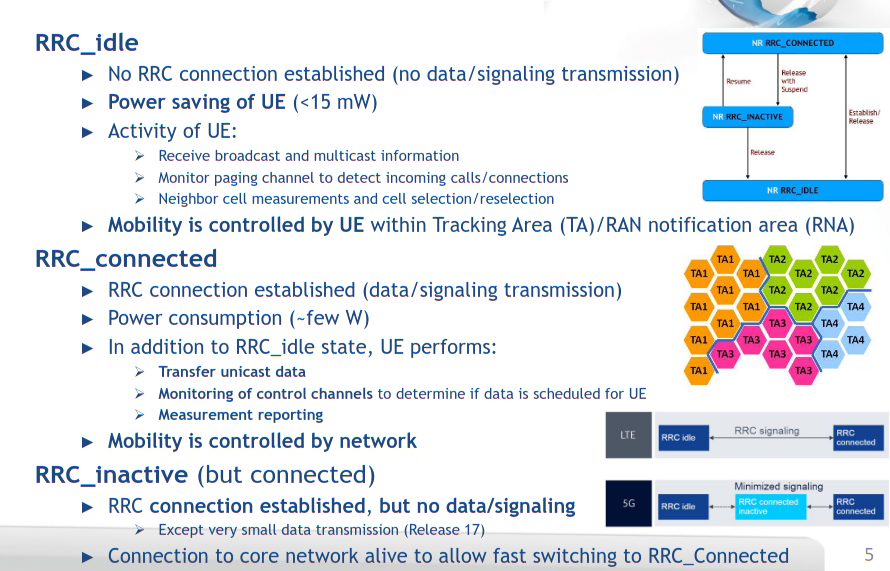 RRC_idle
► No RRC connection established (no data/signaling transmission)
► Power saving of UE (<15 mW)
► Activity of UE:
➢ Receive broadcast and multicast information
➢ Monitor paging channel to detect incoming calls/connections
➢ Neighbor cell measurements and cell selection/reselection
► Mobility is controlled by UE within Tracking Area (TA)/RAN notification area (RNA)
RRC_connected
► RRC connection established (data/signaling transmission)
► Power consumption (~few W)
► In addition to RRC_idle state, UE performs:
➢ Transfer unicast data
➢ Monitoring of control channels to determine if data is scheduled for UE
➢ Measurement reporting
► Mobility is controlled by network
RRC_inactive (but connected)
► RRC connection established, but no data/signaling
➢ Except very small data transmission (Release 17)
► Connection to core network alive to allow fast switching to RRC_Connected
NR RRC_CONNECTED
Resume
Release
with
Suspend
Establish/
Release
NR RRC_INACTIVE
Release
NR RRC_IDLE
TA1 TA2 TA2
TA1 TA1 TA2 TA2
TA1 TA2 TA2
TA1 TA1 TA2 TA4
TA1 TA3 TA4
TA1 TA3 TA3 TA4
TA3 TA3 TA4
TA1 TA3
LTE
RRC idle
RRC signaling
RRC
connected
5G
Minimized signaling
RRC idle
RRC connected
inactive
RRC
connected
5